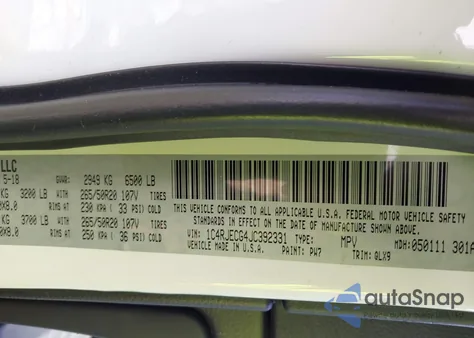 LLC
5-18 GVWR: 2949 KG 6500 LB
KG 3200 LB WITH 265/50R20 107V TIRES
0X8.0 RIMS AT 230 KPA ( 33 PSI) COLD
KG 3700 LB WITH 265/50R20 107V TIRES
0X8.0 RIMS AT 250 KPA ( 36 PSI) COLD
THIS VEHICLE CONFORMS TO ALL APPLICABLE U.S.A. FEDERAL MOTOR VEHICLE SAFETY
STANDARDS IN EFFECT ON THE DATE OF MANUFACTURE SHOWN ABOVE.
VEHICLE MADE IN U.S.A.
VIN: 1C4RJECG4JC392331 TYPE: MPV MDH: 050111 301A
PAINT: PW7 TRIM: QLX9
autoSnap